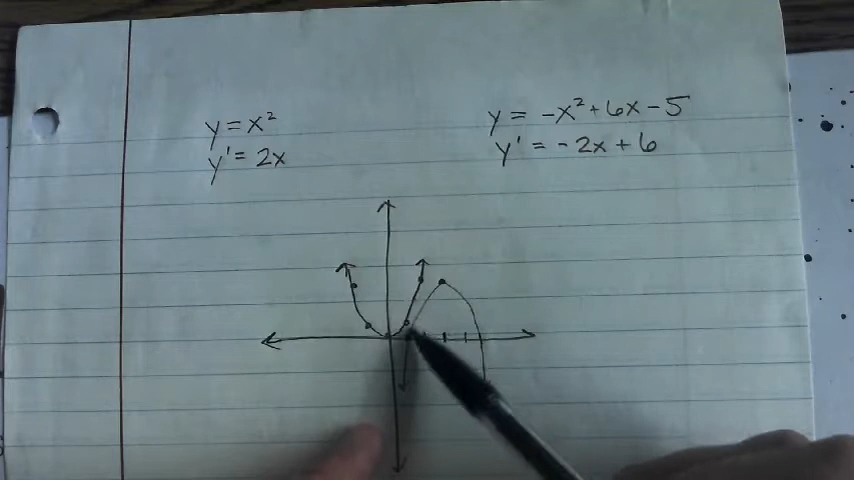 y = x²
y' = 2x
y = -x² + 6x - 5
y' = -2x + 6